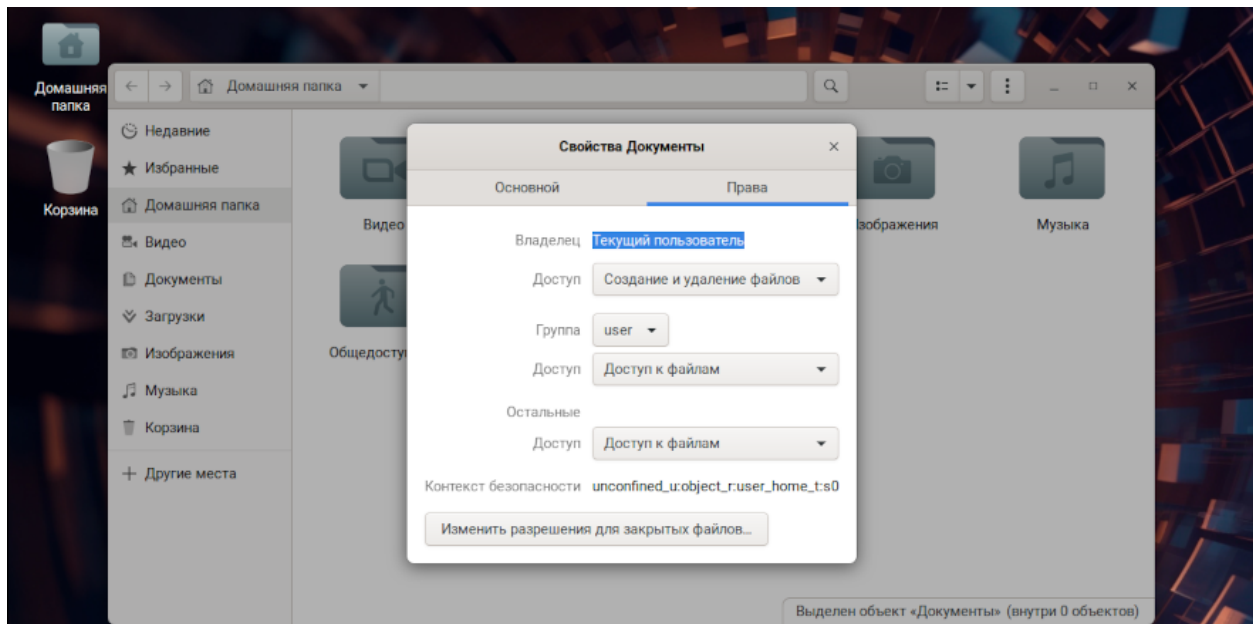 Домашняя
папка
Корзина
Домашняя папка
Недавние
Избранные
Домашняя папка
Видео
Документы
Загрузки
Изображения
Музыка
Корзина
Другие места
Видео
Музыка
Свойства Документы
Основной
Права
Владелец Текущий пользователь
Доступ Создание и удаление файлов
Группа user
Доступ Доступ к файлам
Остальные
Доступ Доступ к файлам
Контекст безопасности unconfined_u:object_r:user_home_t:s0
Изменить разрешения для закрытых файлов...
Выделен объект «Документы» (внутри 0 объектов)